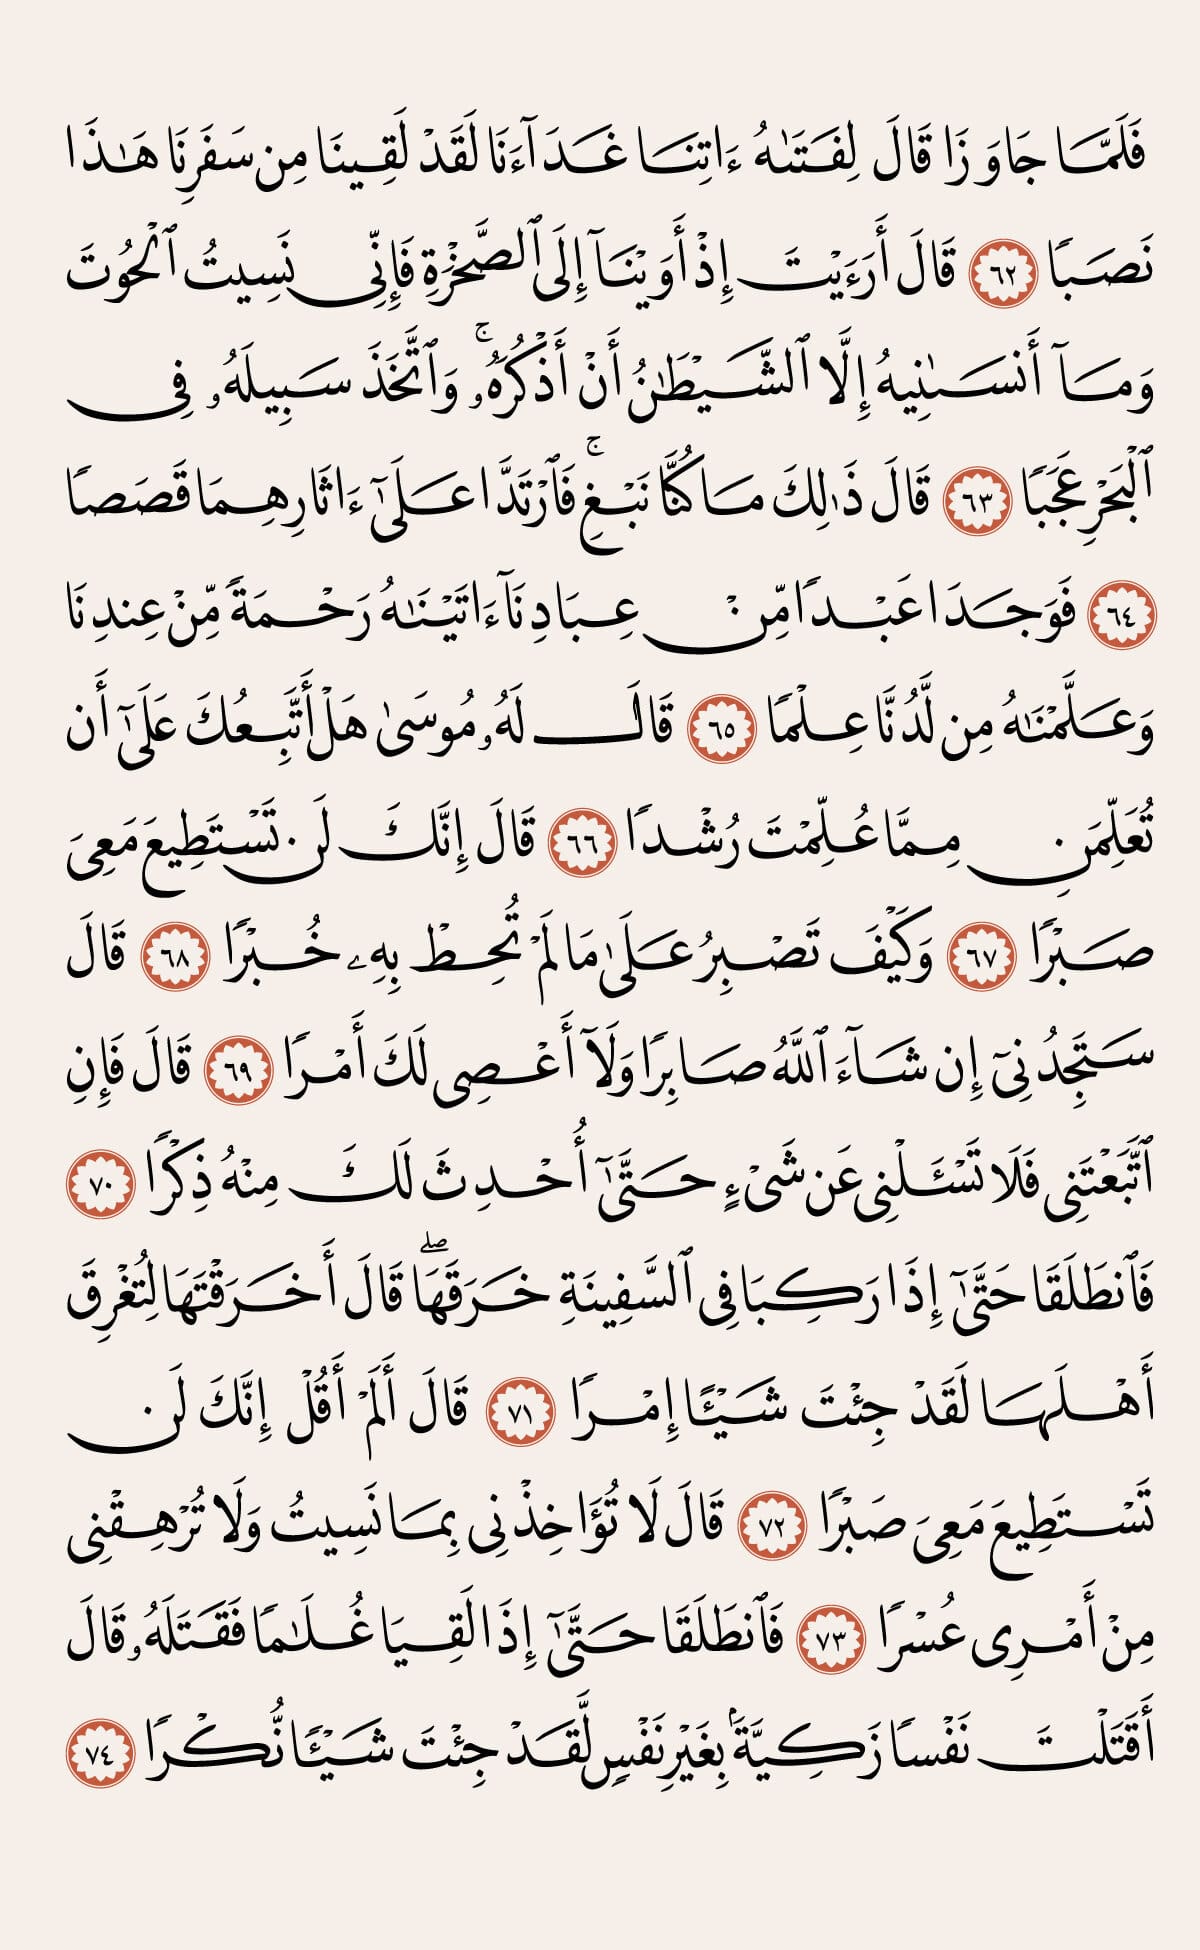 فَلَمَّا جَاوَزَا قَالَ لِفَتَىٰهُ ءَاتِنَا غَدَآءَنَا لَقَدْ لَقِينَا مِن سَفَرِنَا هَـٰذَا
نَصَبًا ٦٢ قَالَ أَرَءَيْتَ إِذْ أَوَيْنَآ إِلَى ٱلصَّخْرَةِ فَإِنِّى نَسِيتُ ٱلْحُوتَ
وَمَآ أَنسَىٰنِيهُ إِلَّا ٱلشَّيْطَـٰنُ أَنْ أَذْكُرَهُۥ ۚ وَٱتَّخَذَ سَبِيلَهُۥ فِى
ٱلْبَحْرِ عَجَبًا ٦٣ قَالَ ذَٰلِكَ مَا كُنَّا نَبْغِ ۚ فَٱرْتَدَّا عَلَىٰٓ ءَاثَارِهِمَا قَصَصًا
٦٤ فَوَجَدَا عَبْدًا مِّنْ عِبَادِنَآ ءَاتَيْنَـٰهُ رَحْمَةً مِّنْ عِندِنَا
وَعَلَّمْنَـٰهُ مِن لَّدُنَّا عِلْمًا ٦٥ قَالَ لَهُۥ مُوسَىٰ هَلْ أَتَّبِعُكَ عَلَىٰٓ أَن
تُعَلِّمَنِ مِمَّا عُلِّمْتَ رُشْدًا ٦٦ قَالَ إِنَّكَ لَن تَسْتَطِيعَ مَعِىَ
صَبْرًا ٦٧ وَكَيْفَ تَصْبِرُ عَلَىٰ مَا لَمْ تُحِطْ بِهِۦ خُبْرًا ٦٨ قَالَ
سَتَجِدُنِىٓ إِن شَآءَ ٱللَّهُ صَابِرًا وَلَآ أَعْصِى لَكَ أَمْرًا ٦٩ قَالَ فَإِنِ
ٱتَّبَعْتَنِى فَلَا تَسْـَٔلْنِى عَن شَىْءٍ حَتَّىٰٓ أُحْدِثَ لَكَ مِنْهُ ذِكْرًا ٧٠
فَٱنطَلَقَا حَتَّىٰٓ إِذَا رَكِبَا فِى ٱلسَّفِينَةِ خَرَقَهَا ۖ قَالَ أَخَرَقْتَهَا لِتُغْرِقَ
أَهْلَهَا لَقَدْ جِئْتَ شَيْـًٔا إِمْرًا ٧١ قَالَ أَلَمْ أَقُلْ إِنَّكَ لَن
تَسْتَطِيعَ مَعِىَ صَبْرًا ٧٢ قَالَ لَا تُؤَاخِذْنِى بِمَا نَسِيتُ وَلَا تُرْهِقْنِى
مِنْ أَمْرِى عُسْرًا ٧٣ فَٱنطَلَقَا حَتَّىٰٓ إِذَا لَقِيَا غُلَـٰمًا فَقَتَلَهُۥ قَالَ
أَقَتَلْتَ نَفْسًا زَكِيَّةًۢ بِغَيْرِ نَفْسٍ لَّقَدْ جِئْتَ شَيْـًٔا نُّكْرًا ٧٤